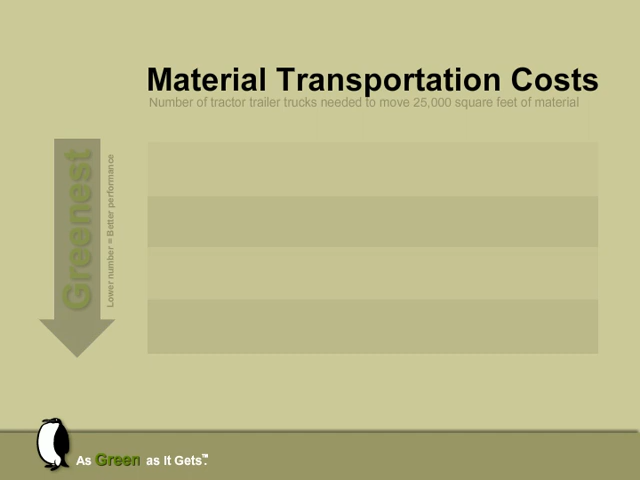 Material Transportation Costs
Number of tractor trailer trucks needed to move 25,000 square feet of material
Greenest
Lower number = Better performance
As Green as It Gets.™